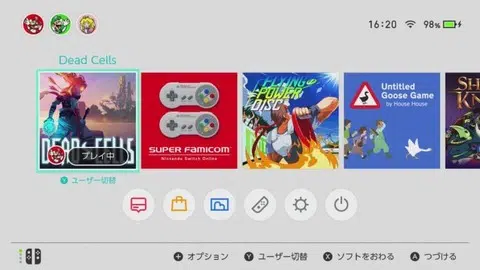 16:20 98%
Dead Cells
DEAD CELLS
プレイ中
SUPER FAMICOM
Nintendo Switch Online
FLYING
POWER
DISC
Untitled
Goose Game
by House House
Ⓨ ユーザー切替
⊕ オプション Ⓨ ユーザー切替 Ⓧ ソフトをおわる Ⓐ つづける